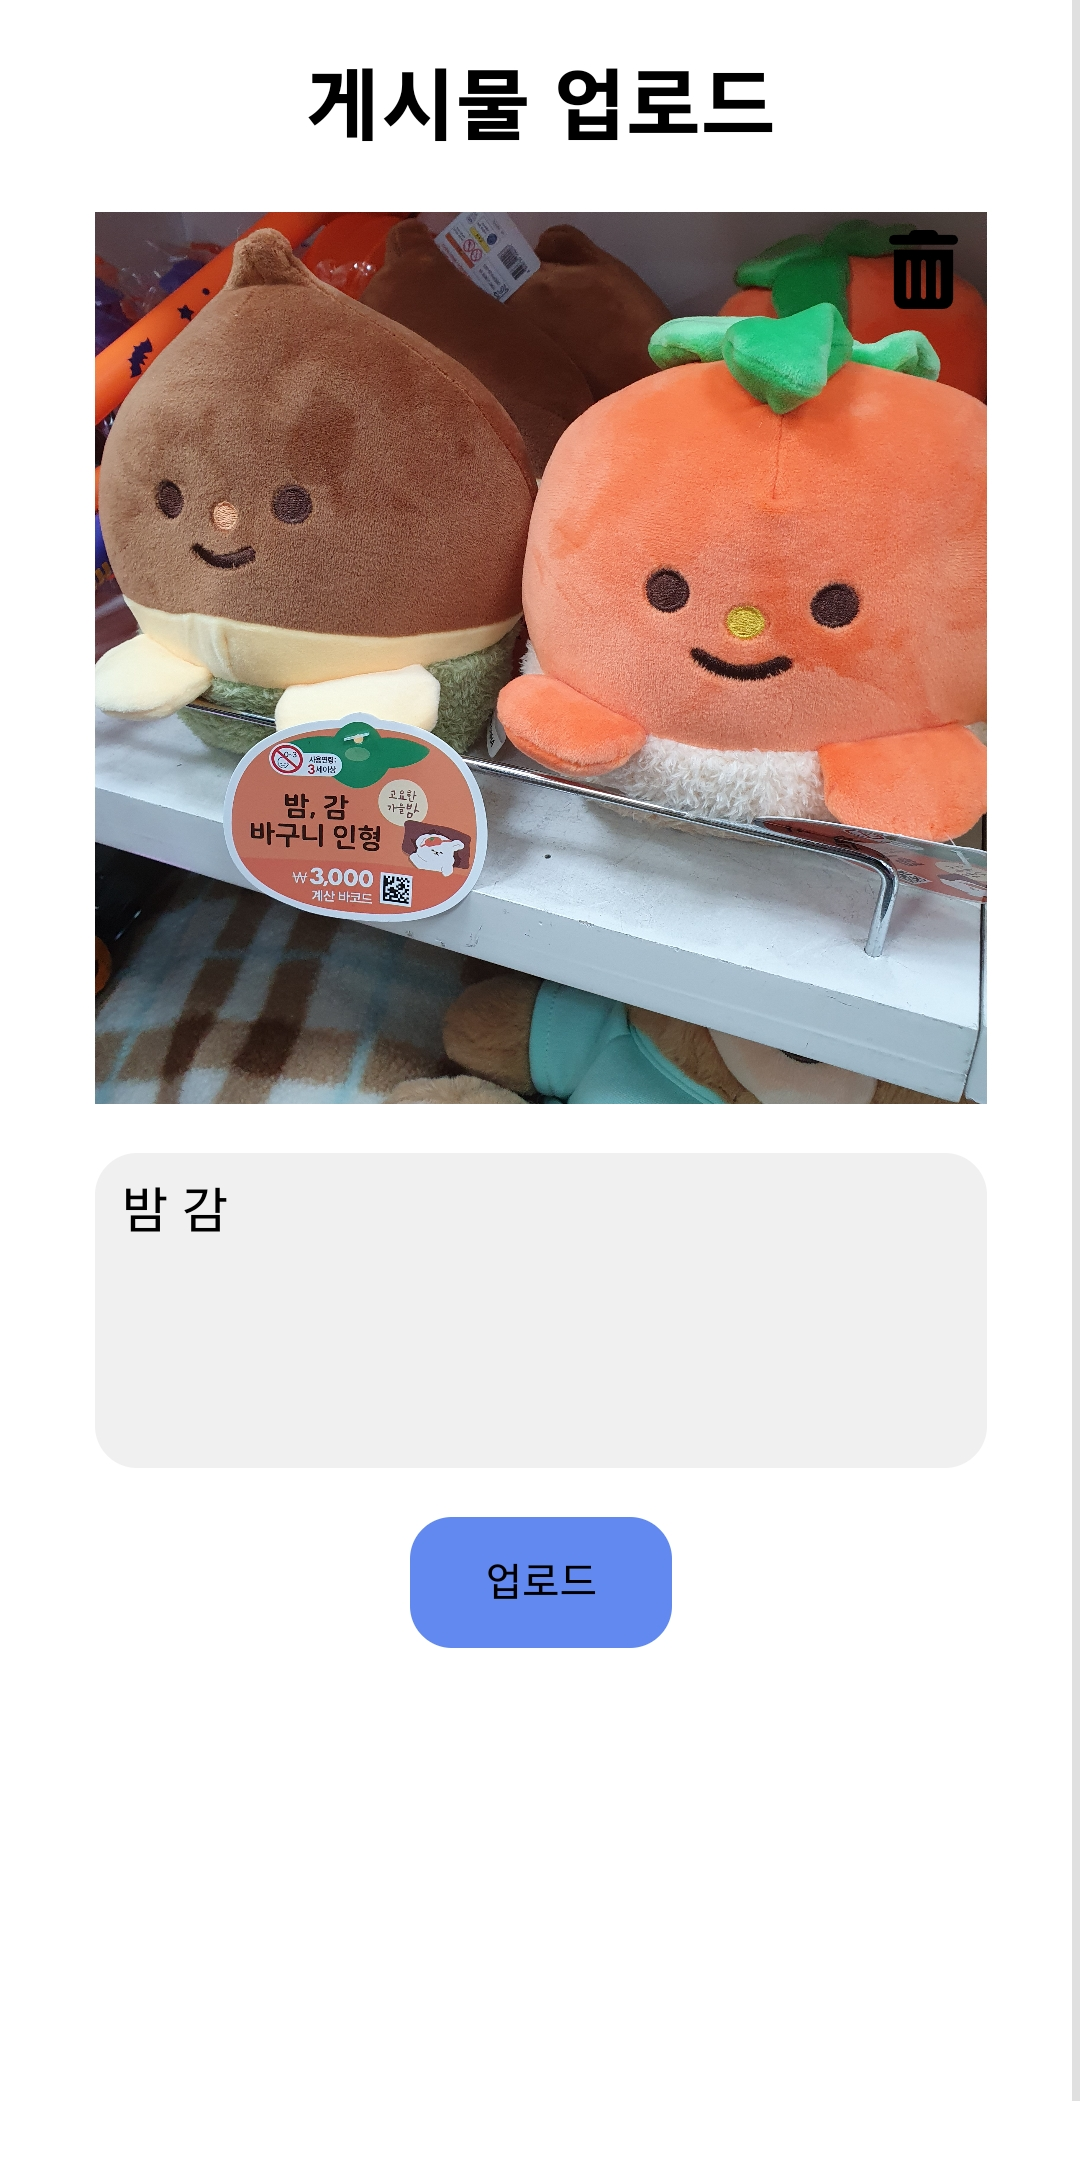 게시물 업로드
사용연령:
3세이상
고요한
가을밤
밤, 감
바구니 인형
₩3,000
계산 바코드
밤 감
업로드